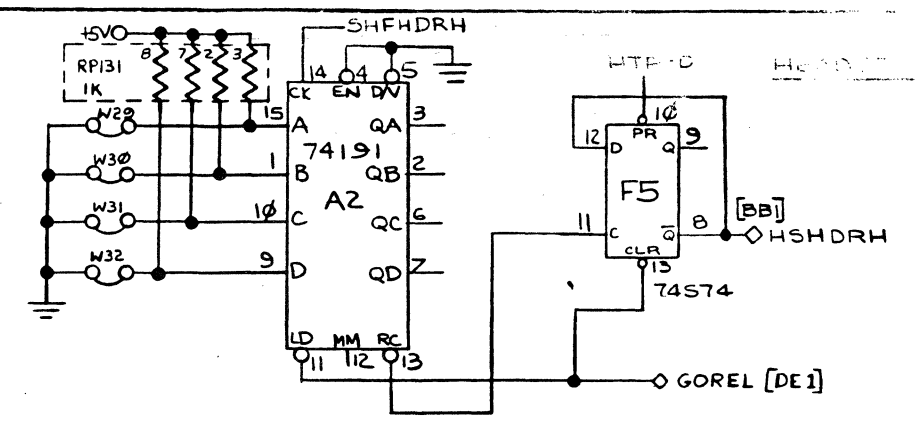 +5VO
SHFHDRH
RP131
1K
8 7 2 3
14 4 5
CK EN D/V
W29 15 A QA 3
74191
W30 1 B QB 2
A2
W31 10 C QC 6
W32 9 D QD 7
LD MM RC
11 12 13
10
PR
12 D Q 9
F5
11 C Q̅ 8 [BB1]
HSHDRH
CLR
13
74S74
GOREL [DE1]